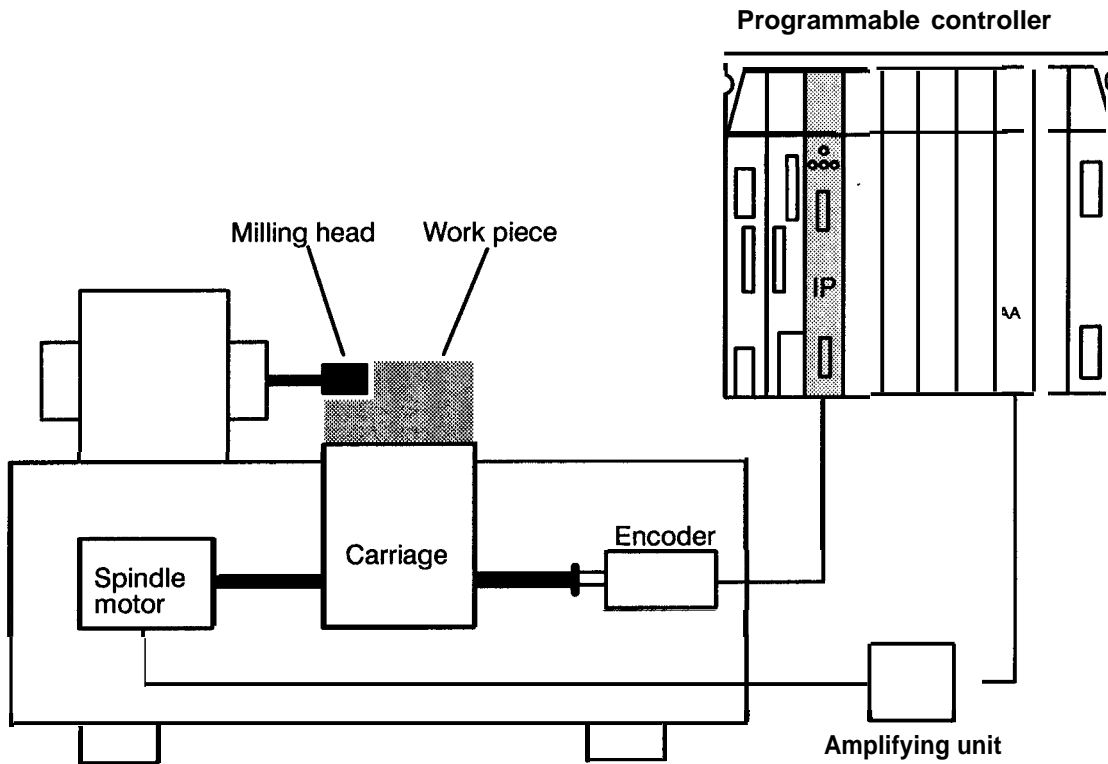 Programmable controller
Milling head
Work piece
IP
AA
Encoder
Carriage
Spindle
motor
Amplifying unit